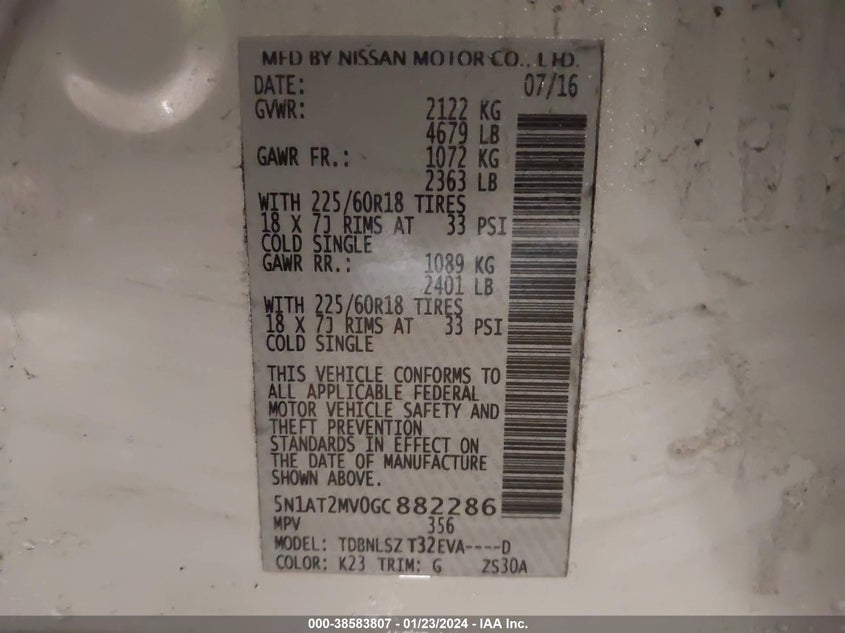 MFD BY NISSAN MOTOR CO., LTD.
DATE: 07/16
GVWR: 2122 KG
4679 LB
GAWR FR.: 1072 KG
2363 LB
WITH 225/60R18 TIRES
18 X 7J RIMS AT 33 PSI
COLD SINGLE
GAWR RR.: 1089 KG
2401 LB
WITH 225/60R18 TIRES
18 X 7J RIMS AT 33 PSI
COLD SINGLE
THIS VEHICLE CONFORMS TO
ALL APPLICABLE FEDERAL
MOTOR VEHICLE SAFETY AND
THEFT PREVENTION
STANDARDS IN EFFECT ON
THE DATE OF MANUFACTURE
SHOWN ABOVE.
5N1AT2MV0GC882286
MPV 356
MODEL: TDBNLSZ T32EVA----D
COLOR: K23 TRIM: G ZS30A
000-38583807 - 01/23/2024 - IAA Inc.